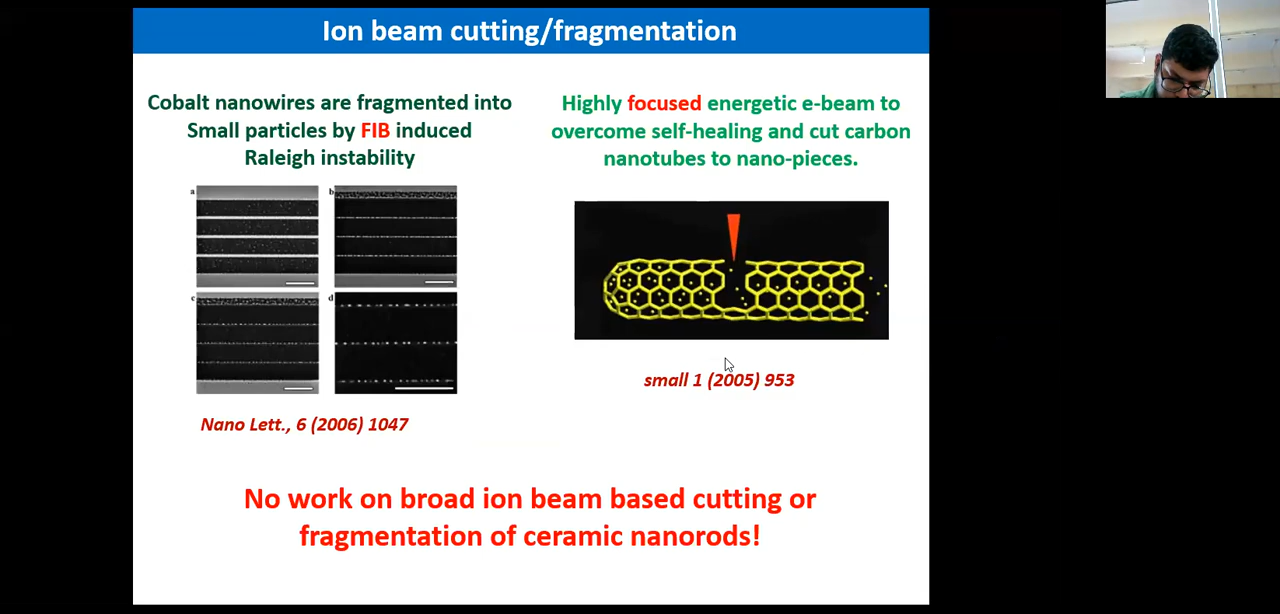 Ion beam cutting/fragmentation
Cobalt nanowires are fragmented into
Small particles by FIB induced
Raleigh instability
a
b
c
d
Nano Lett., 6 (2006) 1047
Highly focused energetic e-beam to
overcome self-healing and cut carbon
nanotubes to nano-pieces.
small 1 (2005) 953
No work on broad ion beam based cutting or
fragmentation of ceramic nanorods!